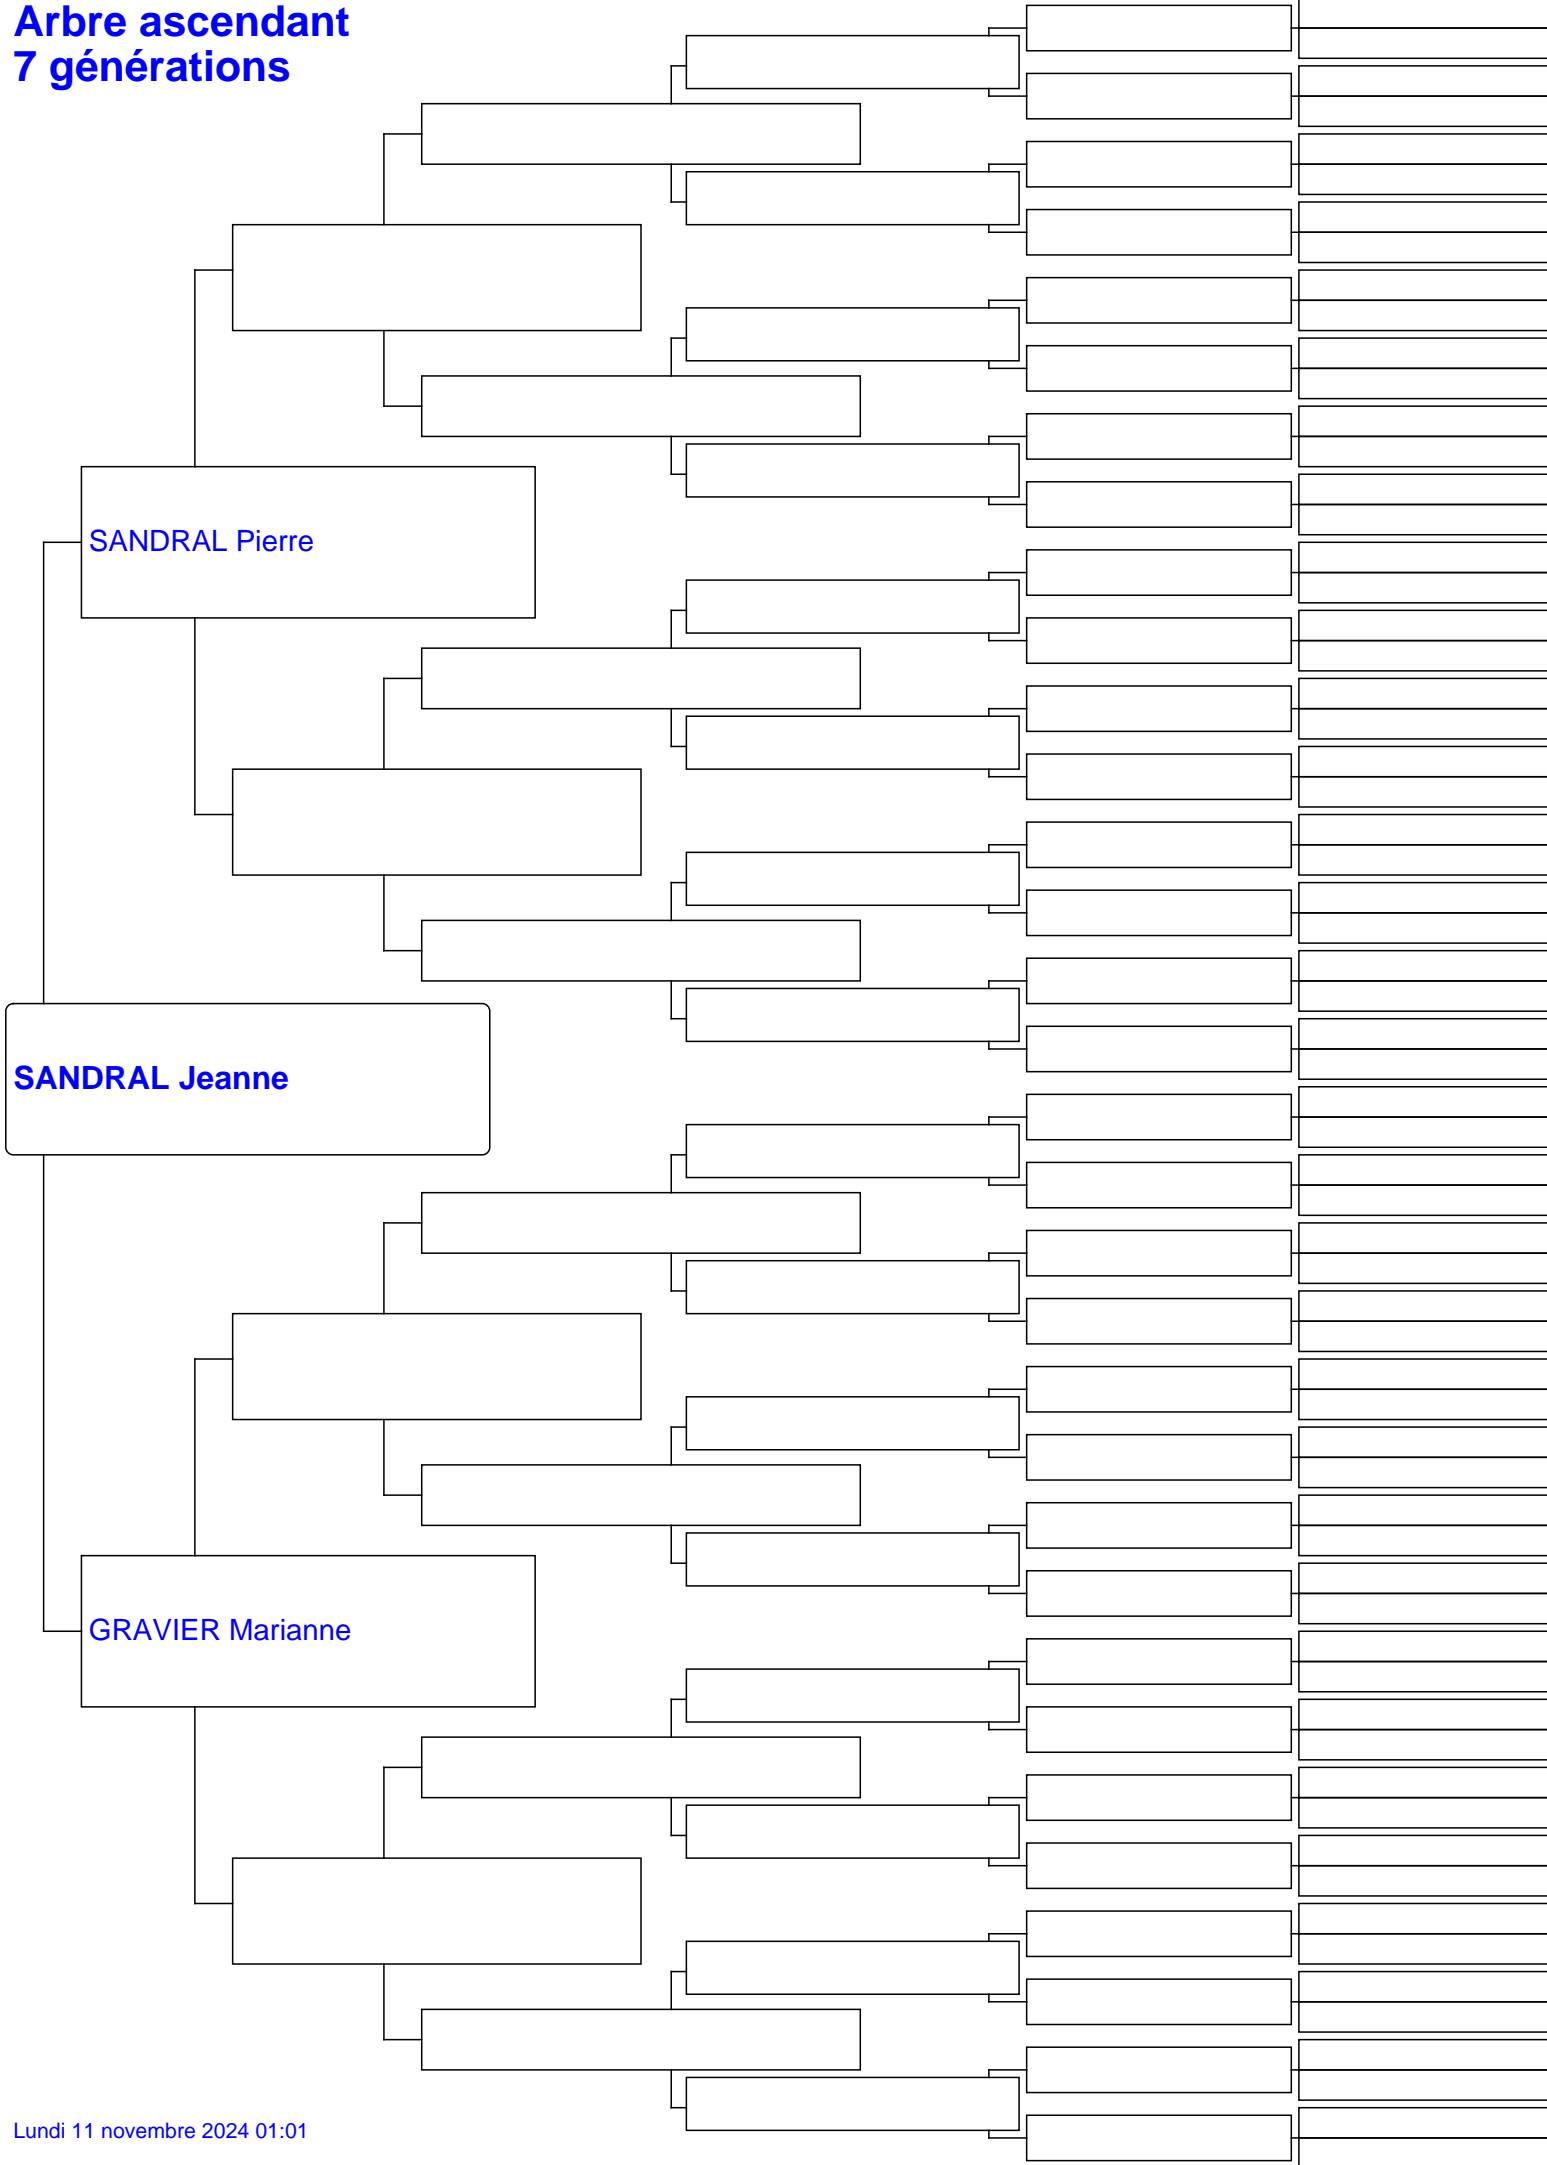 Arbre ascendant
7 générations
SANDRAL Pierre
SANDRAL Jeanne
GRAVIER Marianne
Lundi 11 novembre 2024 01:01